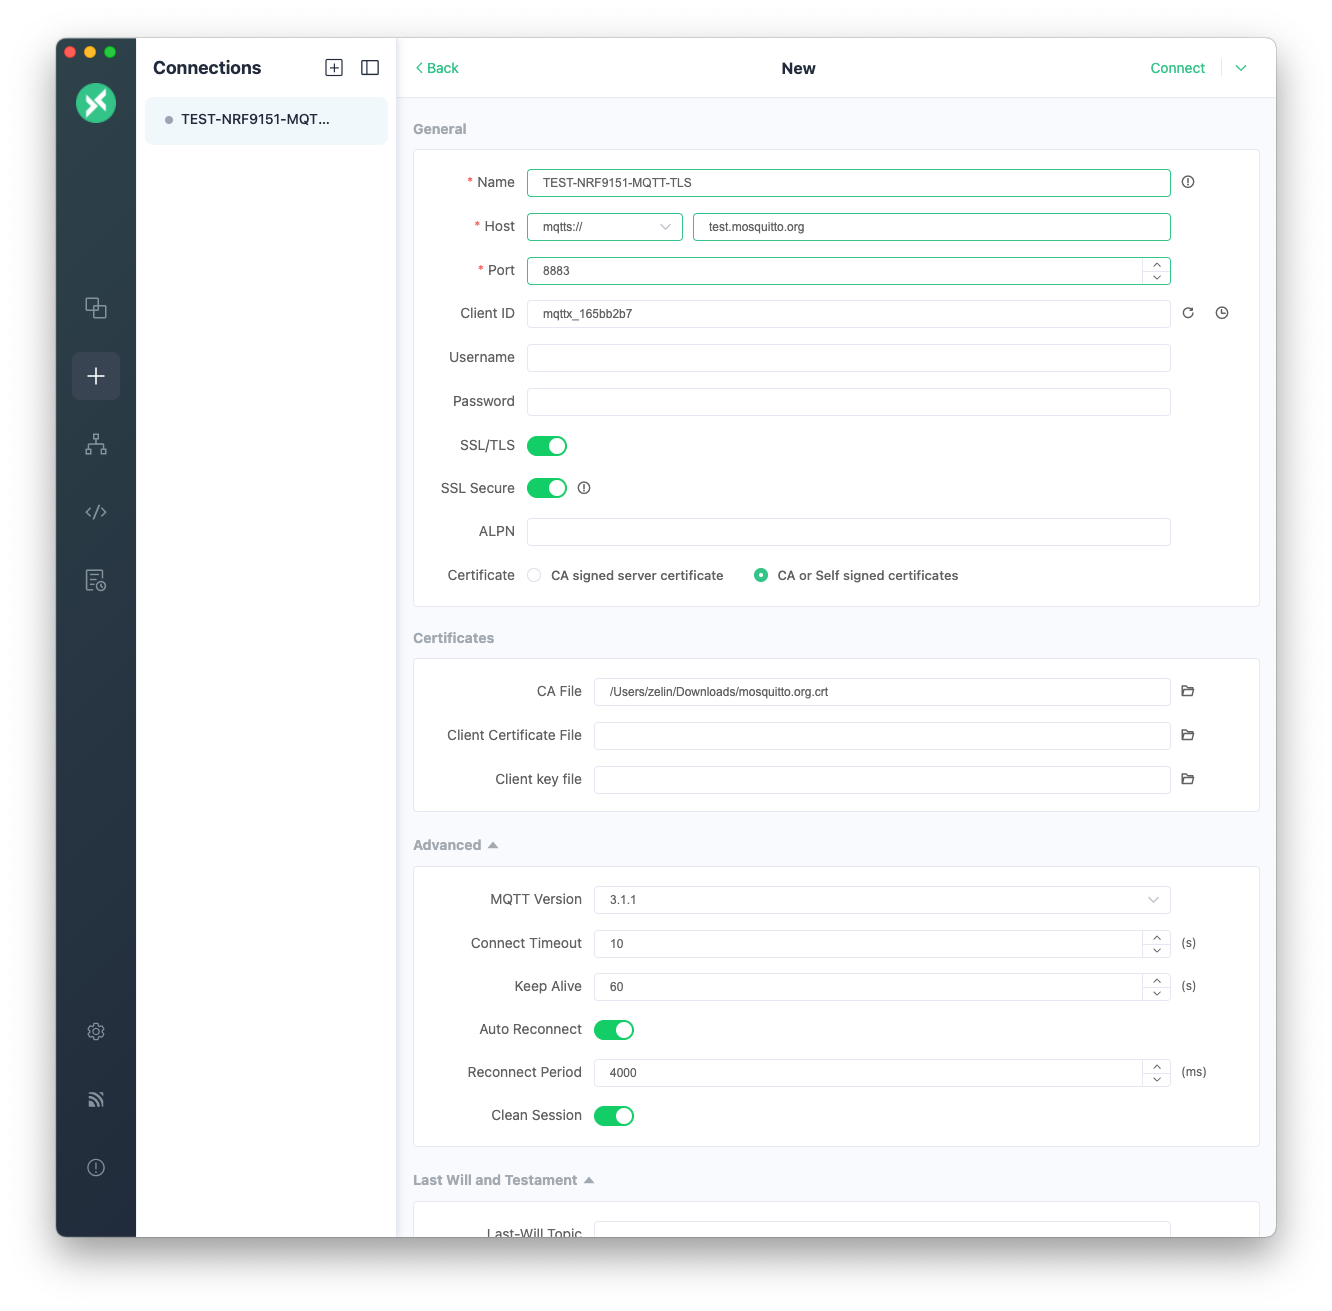 Connections
TEST-NRF9151-MQT...
Back
New
Connect
General
* Name TEST-NRF9151-MQTT-TLS
* Host mqtts:// test.mosquitto.org
* Port 8883
Client ID mqttx_165bb2b7
Username
Password
SSL/TLS
SSL Secure
ALPN
Certificate CA signed server certificate CA or Self signed certificates
Certificates
CA File /Users/zelin/Downloads/mosquitto.org.crt
Client Certificate File
Client key file
Advanced
MQTT Version 3.1.1
Connect Timeout 10 (s)
Keep Alive 60 (s)
Auto Reconnect
Reconnect Period 4000 (ms)
Clean Session
Last Will and Testament
Last-Will Topic